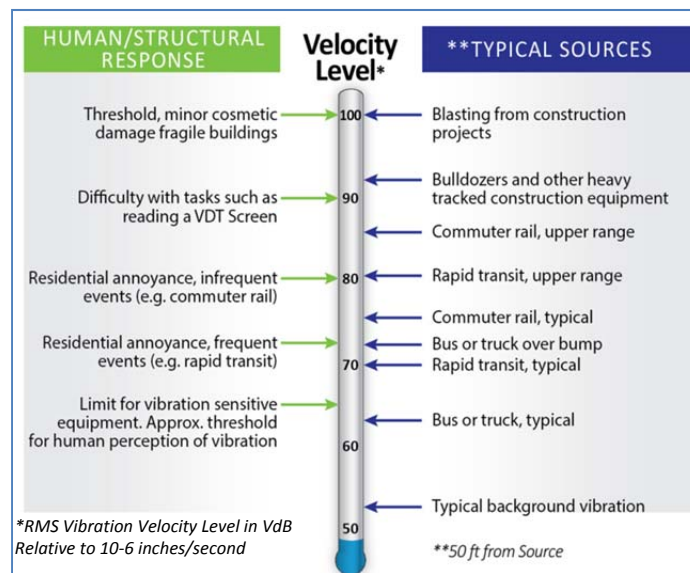 HUMAN/STRUCTURAL
RESPONSE
Velocity
Level*
**TYPICAL SOURCES
Threshold, minor cosmetic
damage fragile buildings
100
Blasting from construction
projects
Bulldozers and other heavy
tracked construction equipment
Difficulty with tasks such as
reading a VDT Screen
90
Commuter rail, upper range
Residential annoyance, infrequent
events (e.g. commuter rail)
80
Rapid transit, upper range
Commuter rail, typical
Residential annoyance, frequent
events (e.g. rapid transit)
Bus or truck over bump
70
Rapid transit, typical
Limit for vibration sensitive
equipment. Approx. threshold
for human perception of vibration
Bus or truck, typical
60
Typical background vibration
50
*RMS Vibration Velocity Level in VdB
Relative to 10-6 inches/second
**50 ft from Source